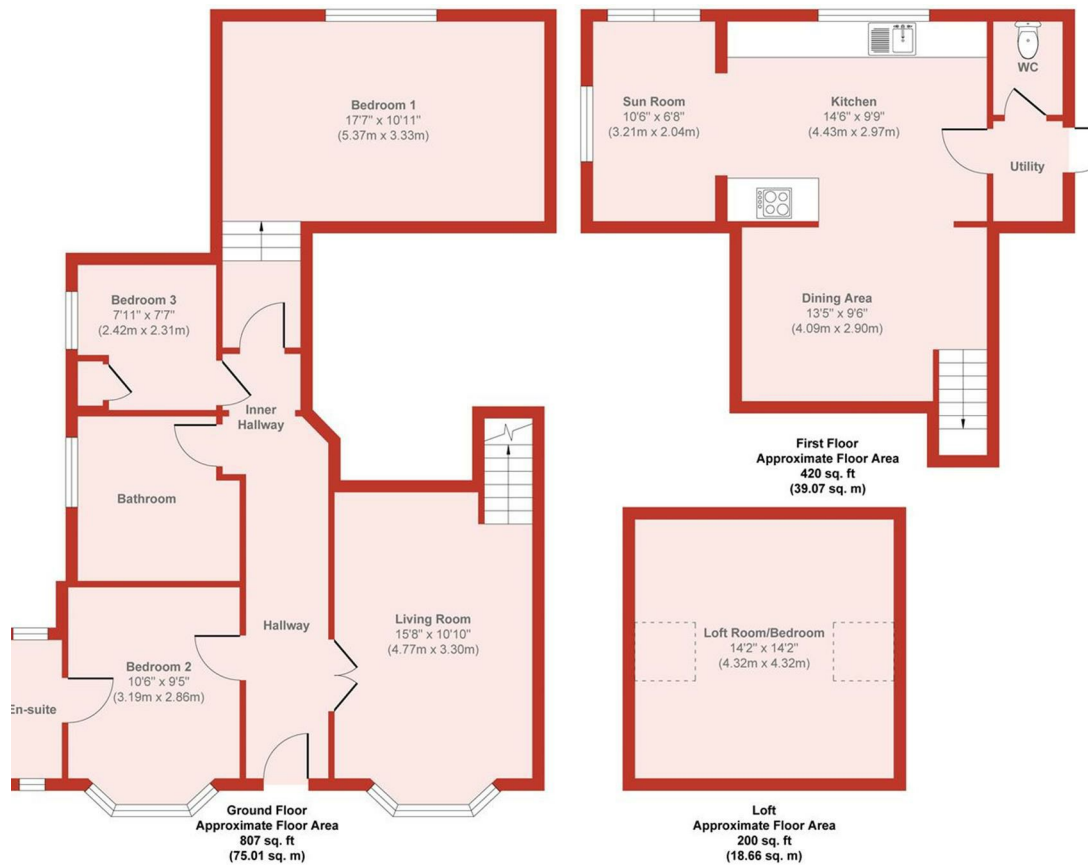 Bedroom 1
17'7" x 10'11"
(5.37m x 3.33m)
Bedroom 3
7'11" x 7'7"
(2.42m x 2.31m)
Inner
Hallway
Bathroom
Hallway
Living Room
15'8" x 10'10"
(4.77m x 3.30m)
Bedroom 2
10'6" x 9'5"
(3.19m x 2.86m)
En-suite
Ground Floor
Approximate Floor Area
807 sq. ft
(75.01 sq. m)
Sun Room
10'6" x 6'8"
(3.21m x 2.04m)
Kitchen
14'6" x 9'9"
(4.43m x 2.97m)
WC
Utility
Dining Area
13'5" x 9'6"
(4.09m x 2.90m)
First Floor
Approximate Floor Area
420 sq. ft
(39.07 sq. m)
Loft Room/Bedroom
14'2" x 14'2"
(4.32m x 4.32m)
Loft
Approximate Floor Area
200 sq. ft
(18.66 sq. m)